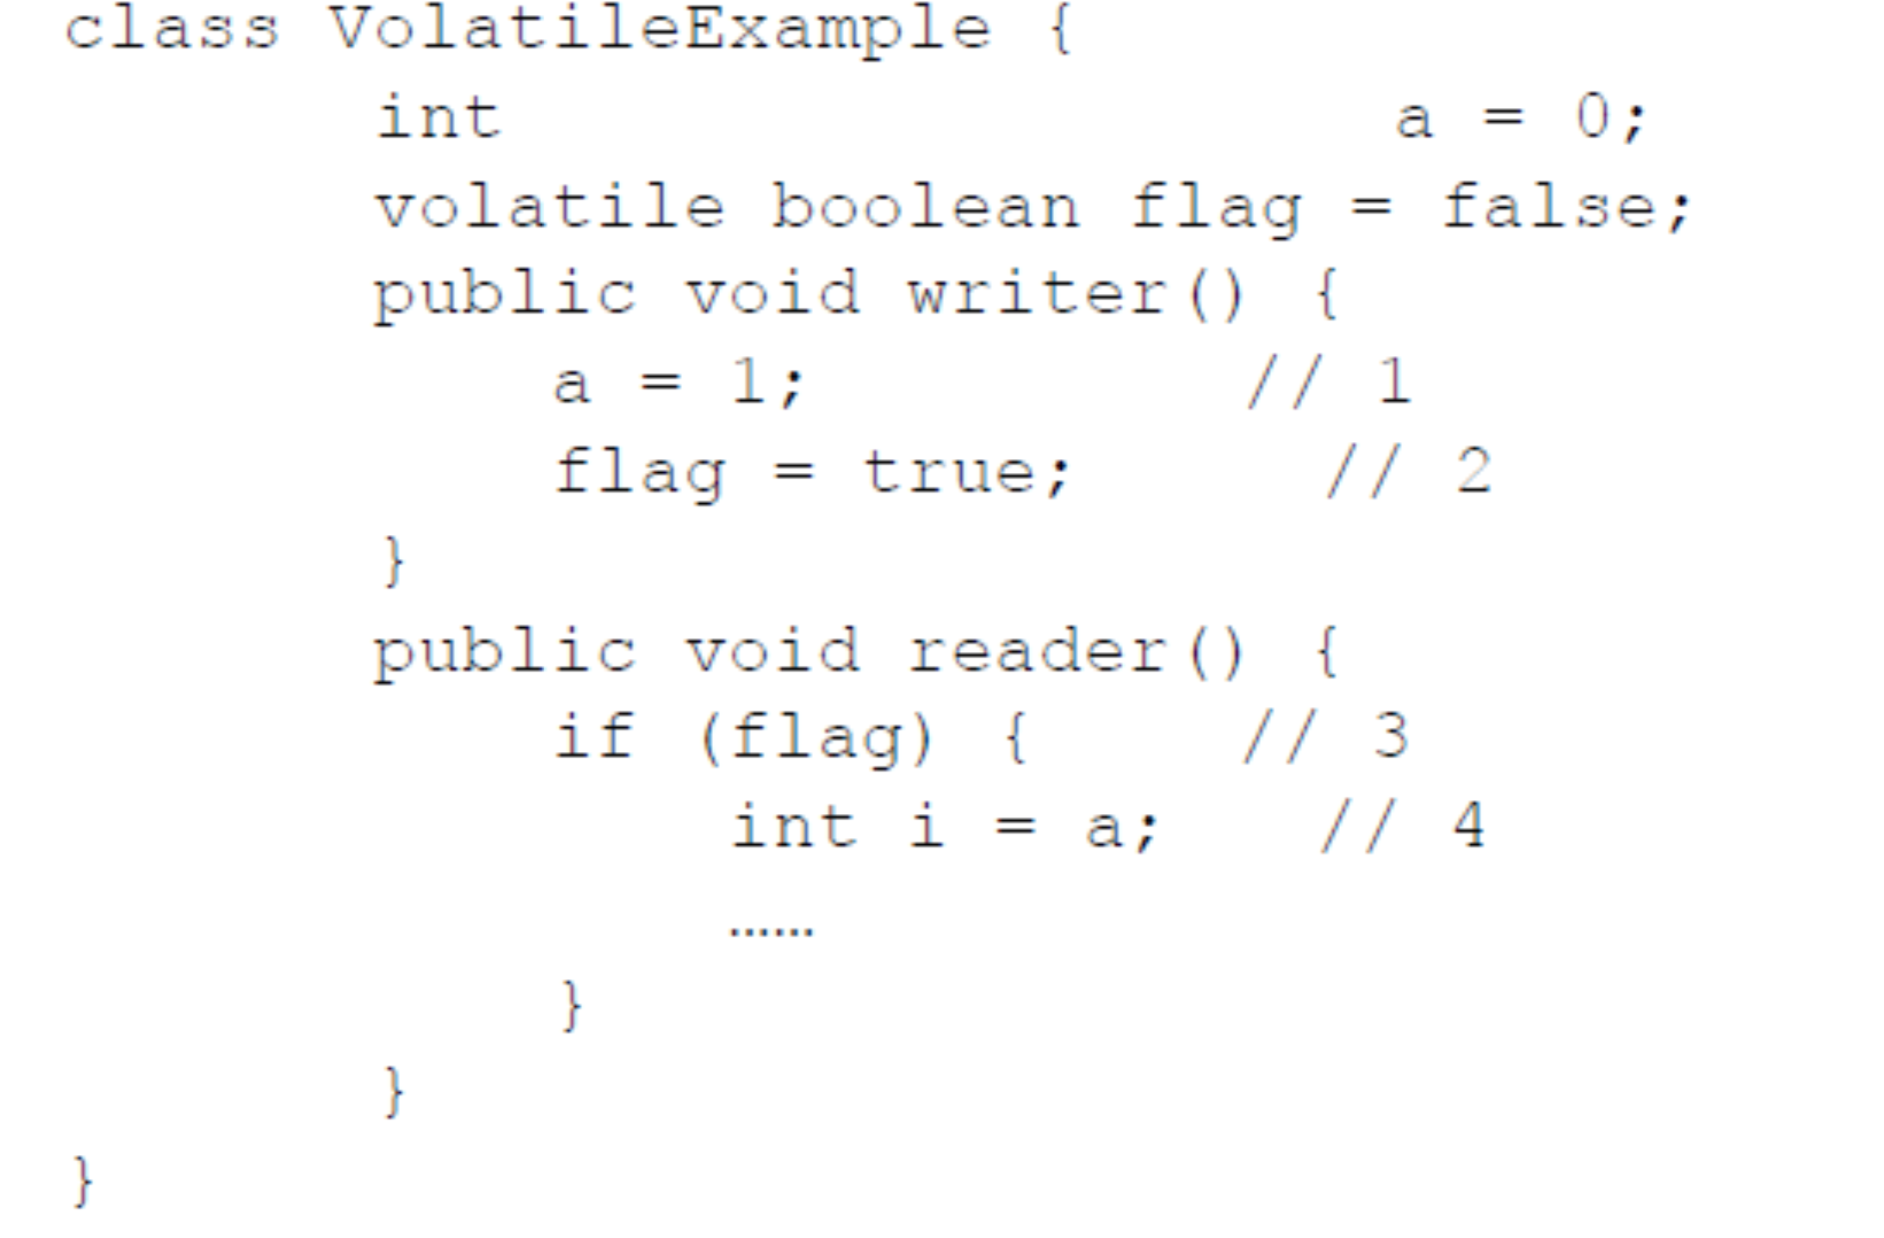 class VolatileExample {
int a = 0;
volatile boolean flag = false;
public void writer() {
a = 1; // 1
flag = true; // 2
}
public void reader() {
if (flag) { // 3
int i = a; // 4
……
}
}
}